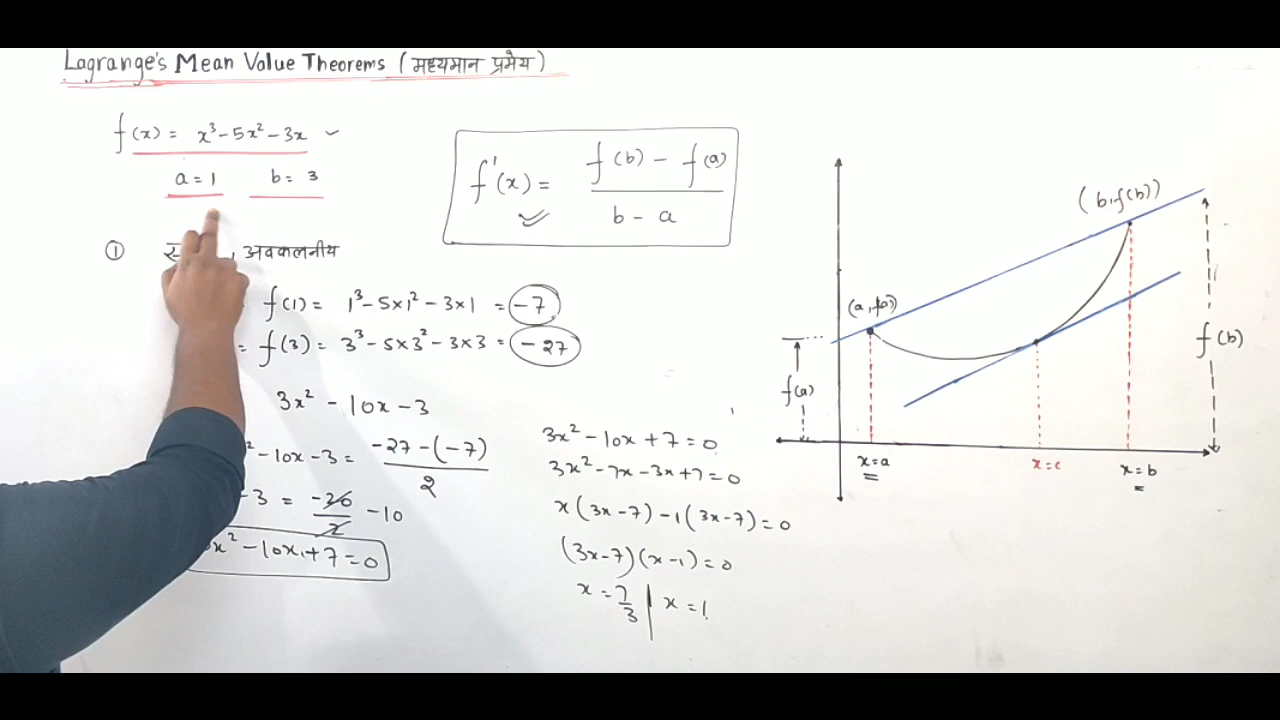 Lagrange's Mean Value Theorems (मध्यमान प्रमेय)
f(x) = x³-5x²-3x ✓
a = 1 b = 3
f'(x) = f(b) - f(a) / b - a
① अवकलनीय
f(1) = 1³-5×1²-3×1 = -7
= f(3) = 3³-5×3²-3×3 = -27
3x² - 10x - 3
-10x-3 = -27-(-7) / 2
-3 = -20 / 2 -10
x² - 10x + 7 = 0
3x² - 10x + 7 = 0
3x² - 7x - 3x + 7 = 0
x(3x-7) - 1(3x-7) = 0
(3x-7)(x-1) = 0
x = 7/3 | x = 1
(b, f(b))
(a, f(a))
f(a)
f(b)
x=a x=c x=b